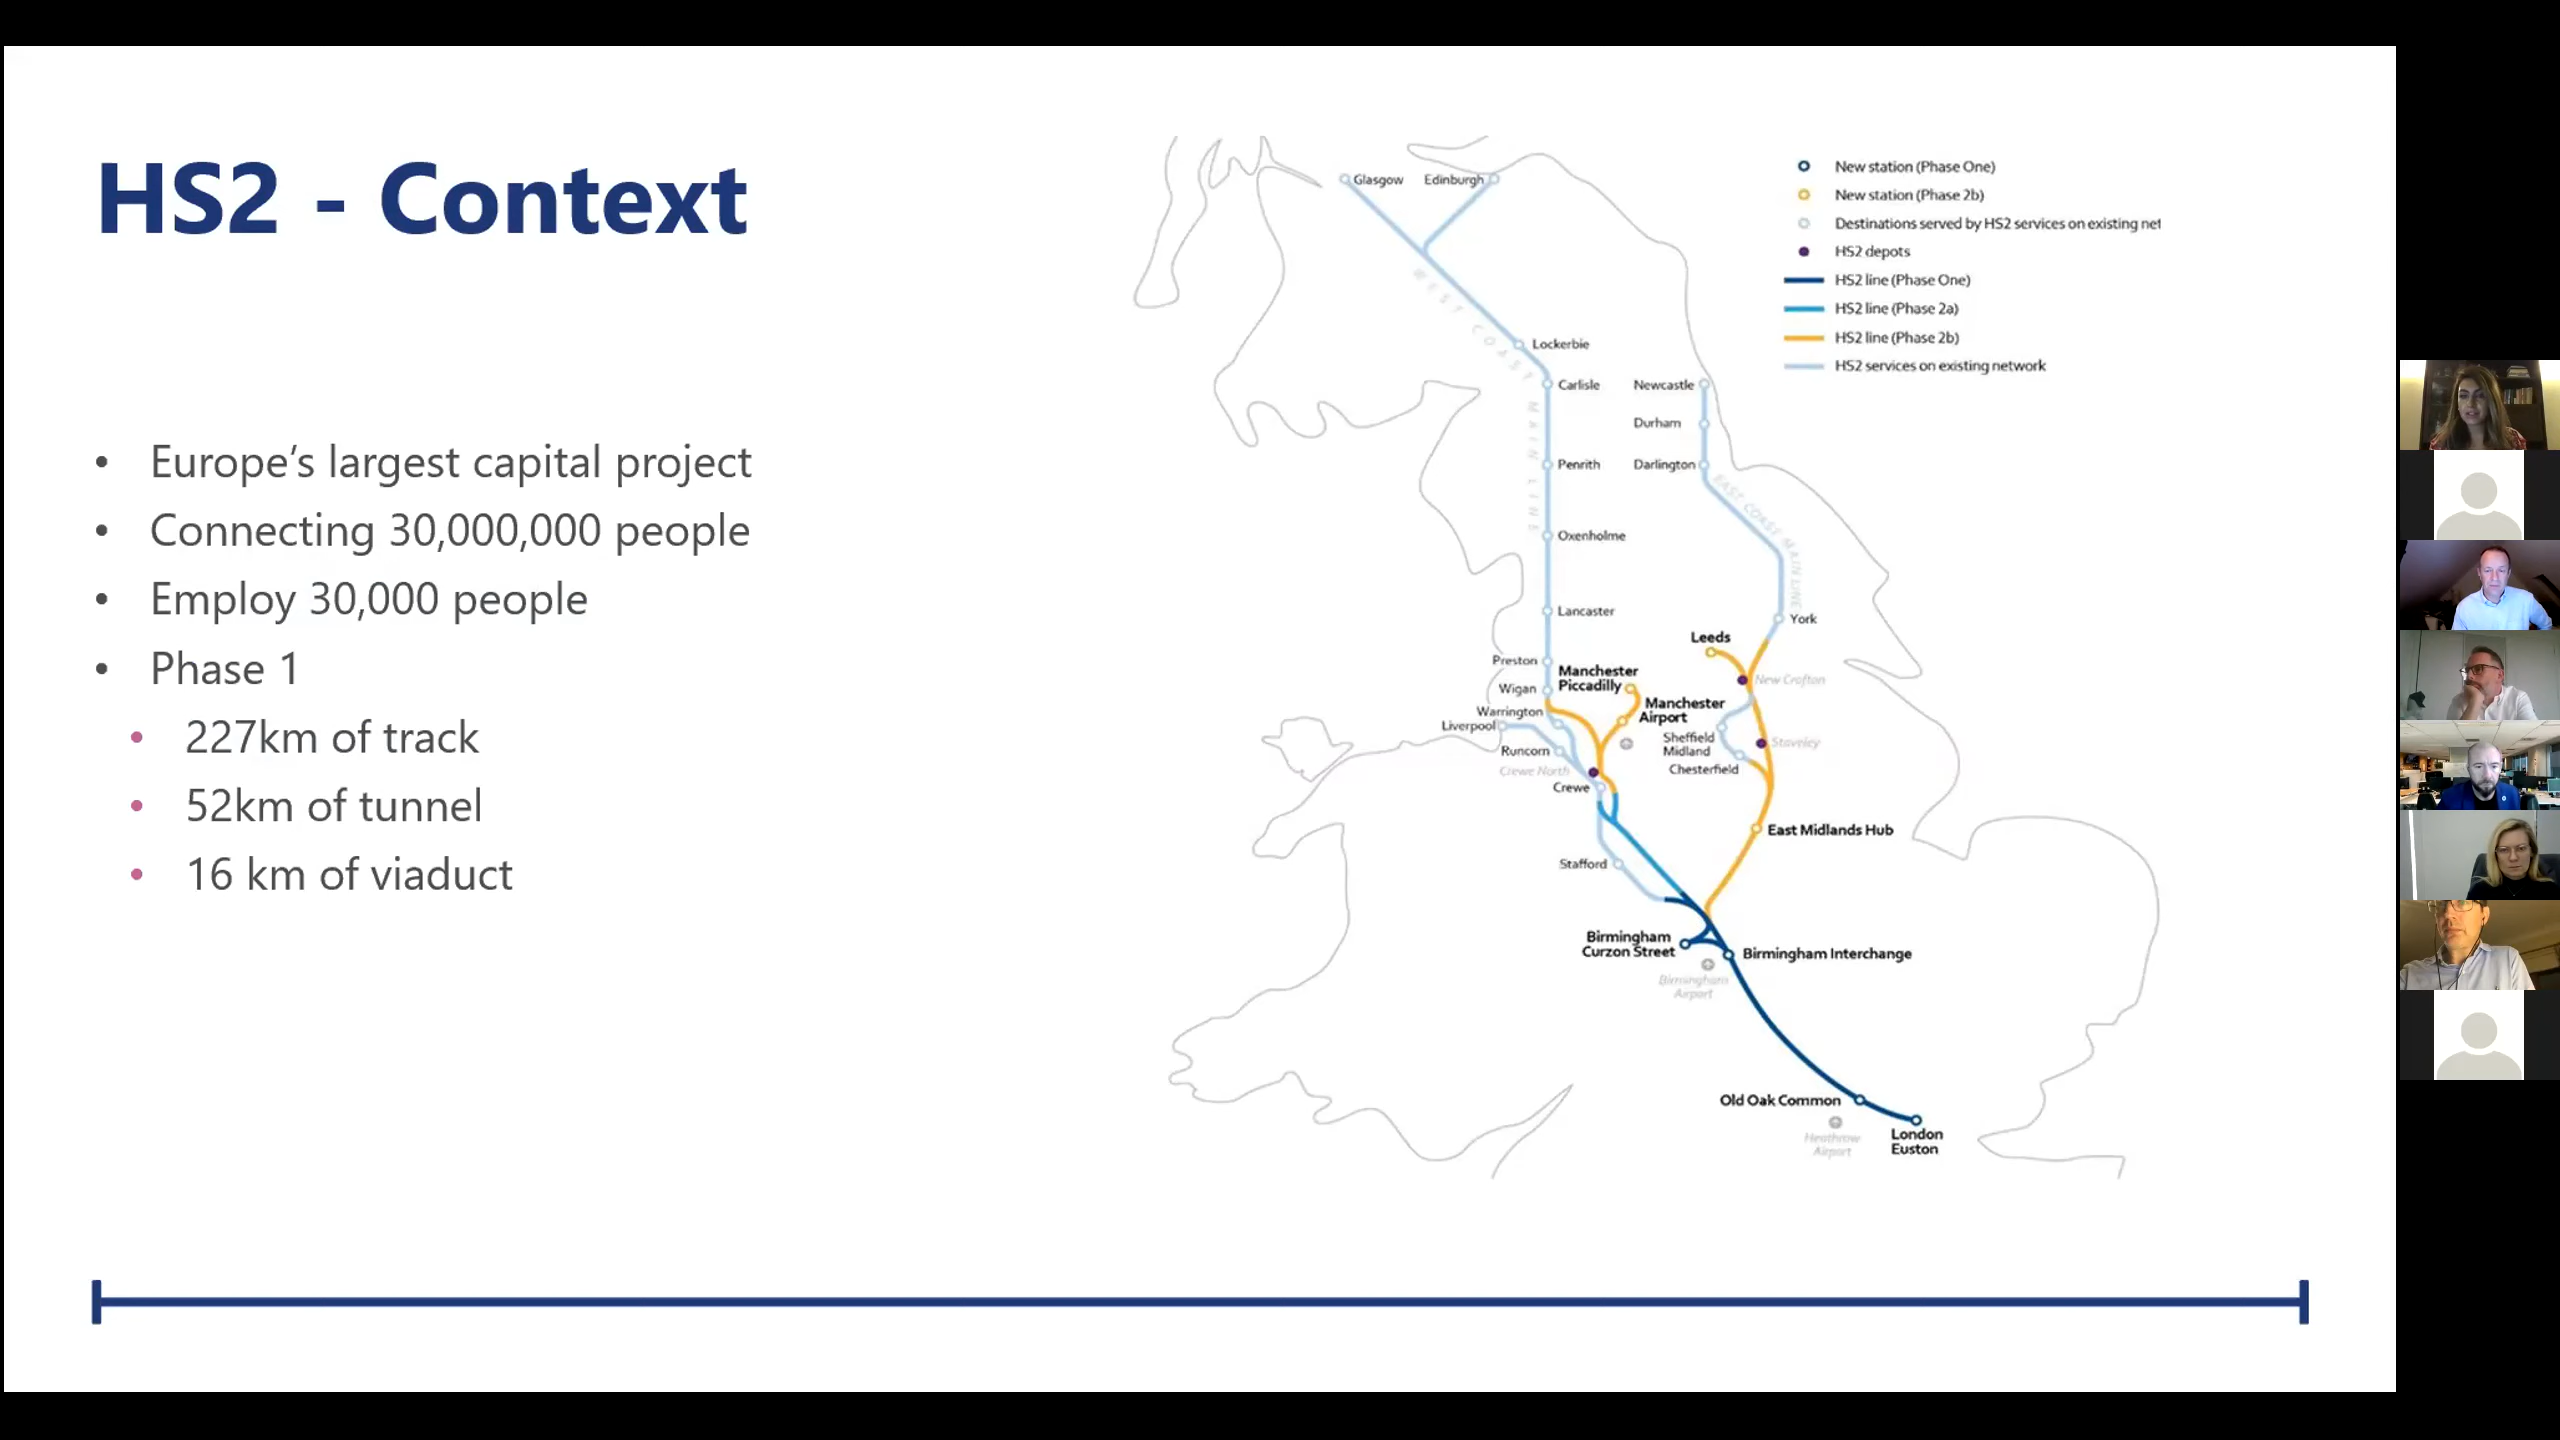 HS2 - Context
• Europe’s largest capital project
• Connecting 30,000,000 people
• Employ 30,000 people
• Phase 1
• 227km of track
• 52km of tunnel
• 16 km of viaduct
New station (Phase One)
New station (Phase 2b)
Destinations served by HS2 services on existing net
HS2 depots
HS2 line (Phase One)
HS2 line (Phase 2a)
HS2 line (Phase 2b)
HS2 services on existing network
Glasgow
Edinburgh
WEST COAST MAIN LINE
Lockerbie
Carlisle
Newcastle
Durham
Penrith
Darlington
EAST COAST MAIN LINE
Oxenholme
Lancaster
York
Leeds
Preston
Manchester
Piccadilly
New Crofton
Wigan
Manchester
Airport
Warrington
Liverpool
Sheffield
Midland
Staveley
Runcorn
Chesterfield
Crewe North
Crewe
East Midlands Hub
Stafford
Birmingham
Curzon Street
Birmingham Interchange
Birmingham
Airport
Old Oak Common
Heathrow
Airport
London
Euston